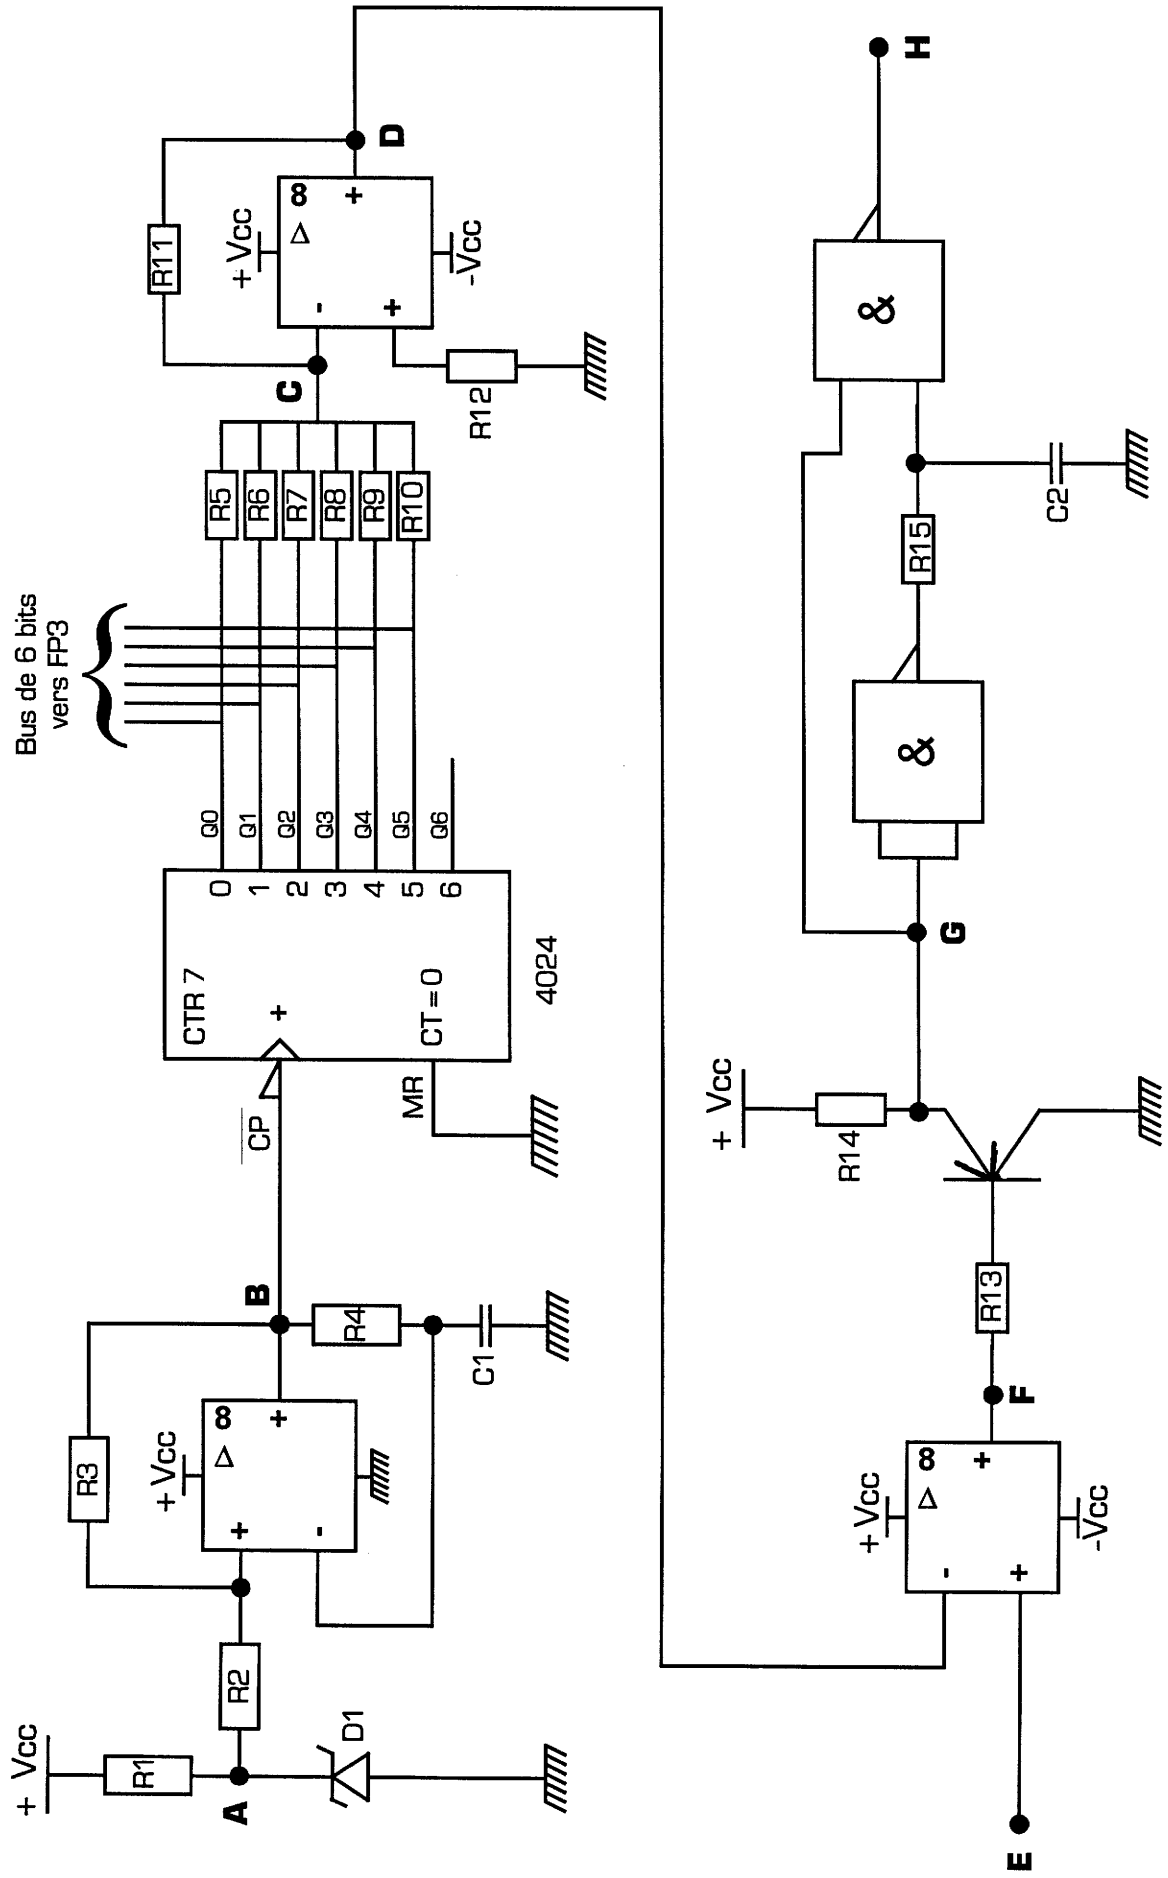 + Vcc
R1
A
D1
R2
R3
+ Vcc
+
-
8
+
B
R4
C1
CP
MR
CTR 7
+
CT=0
4024
0
1
2
3
4
5
6
Q0
Q1
Q2
Q3
Q4
Q5
Q6
Bus de 6 bits
vers FP3
R5
R6
R7
R8
R9
R10
C
R11
R12
+ Vcc
-
+
8
+
-Vcc
D
E
+ Vcc
-
+
8
+
-Vcc
F
R13
+ Vcc
R14
G
&
R15
C2
&
H